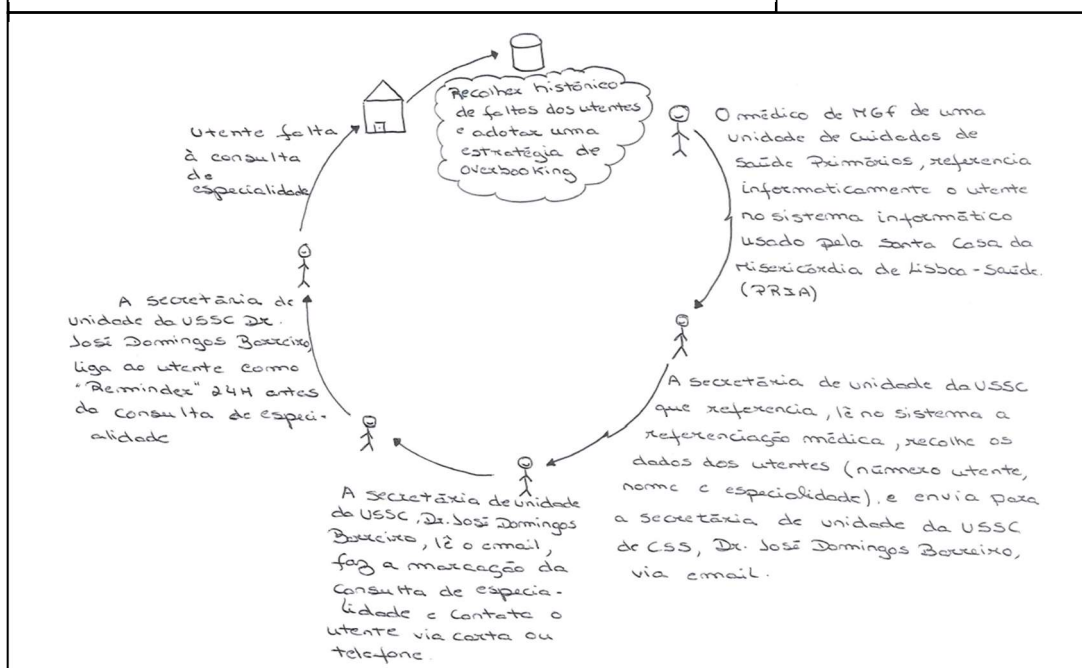 Recolher histórico
de faltas dos utentes
e adotar uma
estratégia de
overbooking
O médico de MGF de uma
unidade de cuidados de
saúde Primários, referencia
informaticamente o utente
no sistema informático
usado pela Santa Casa da
Misericórdia de Lisboa-Saúde.
(PRIA)
A secretária de unidade da USSC
que referencia, lê no sistema a
referenciação médica, recolhe os
dados dos utentes (número utente,
nome e especialidade), e envia para
a secretária de unidade da USSC
de CSS, Dr. José Domingos Barreiro,
via email.
A secretária de unidade
da USSC, Dr. José Domingos
Barreiro, lê o email,
faz a marcação da
consulta de especia-
lidade e contata o
utente via carta ou
telefone.
A secretária de
unidade da USSC Dr.
José Domingos Barreiro,
liga ao utente como
"Reminder" 24H antes
da consulta de especi-
alidade
Utente falta
à consulta
de
especialidade